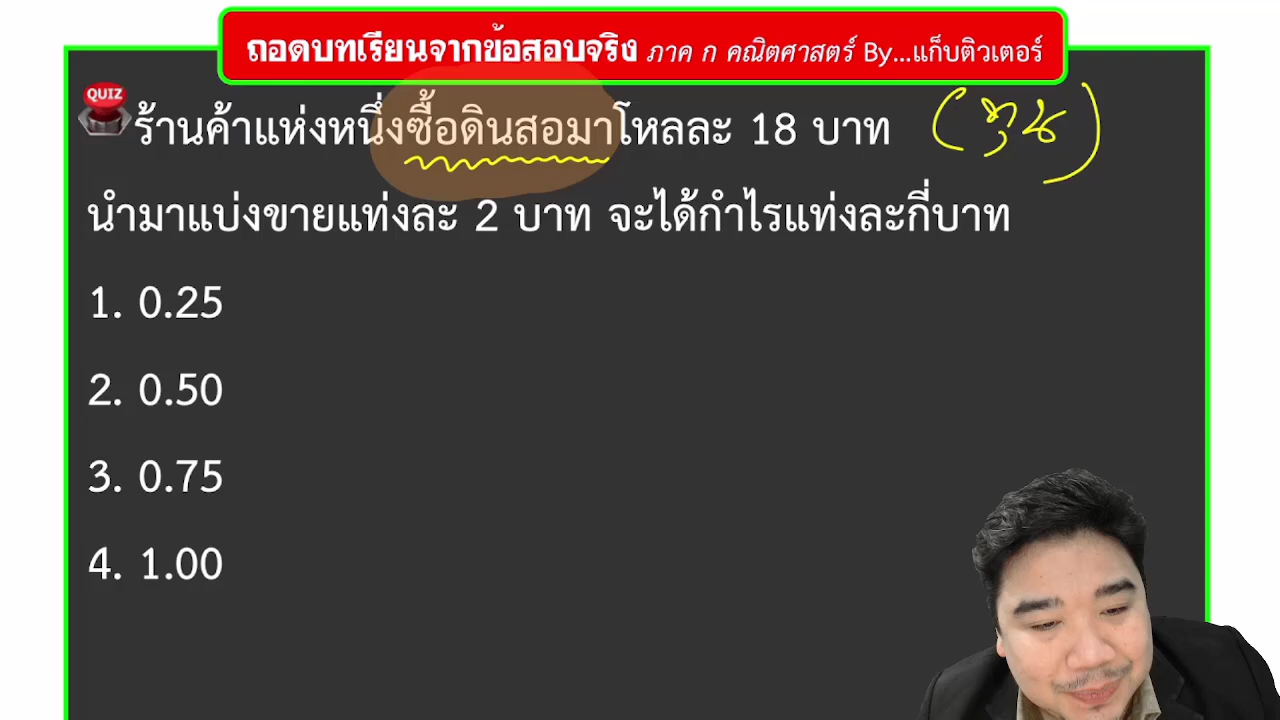 ถอดบทเรียนจากข้อสอบจริง ภาค ก คณิตศาสตร์ By...แก็บติวเตอร์
QUIZ
ร้านค้าแห่งหนึ่งซื้อดินสอมาโหลละ 18 บาท (ทุน)
นำมาแบ่งขายแท่งละ 2 บาท จะได้กำไรแท่งละกี่บาท
1. 0.25
2. 0.50
3. 0.75
4. 1.00